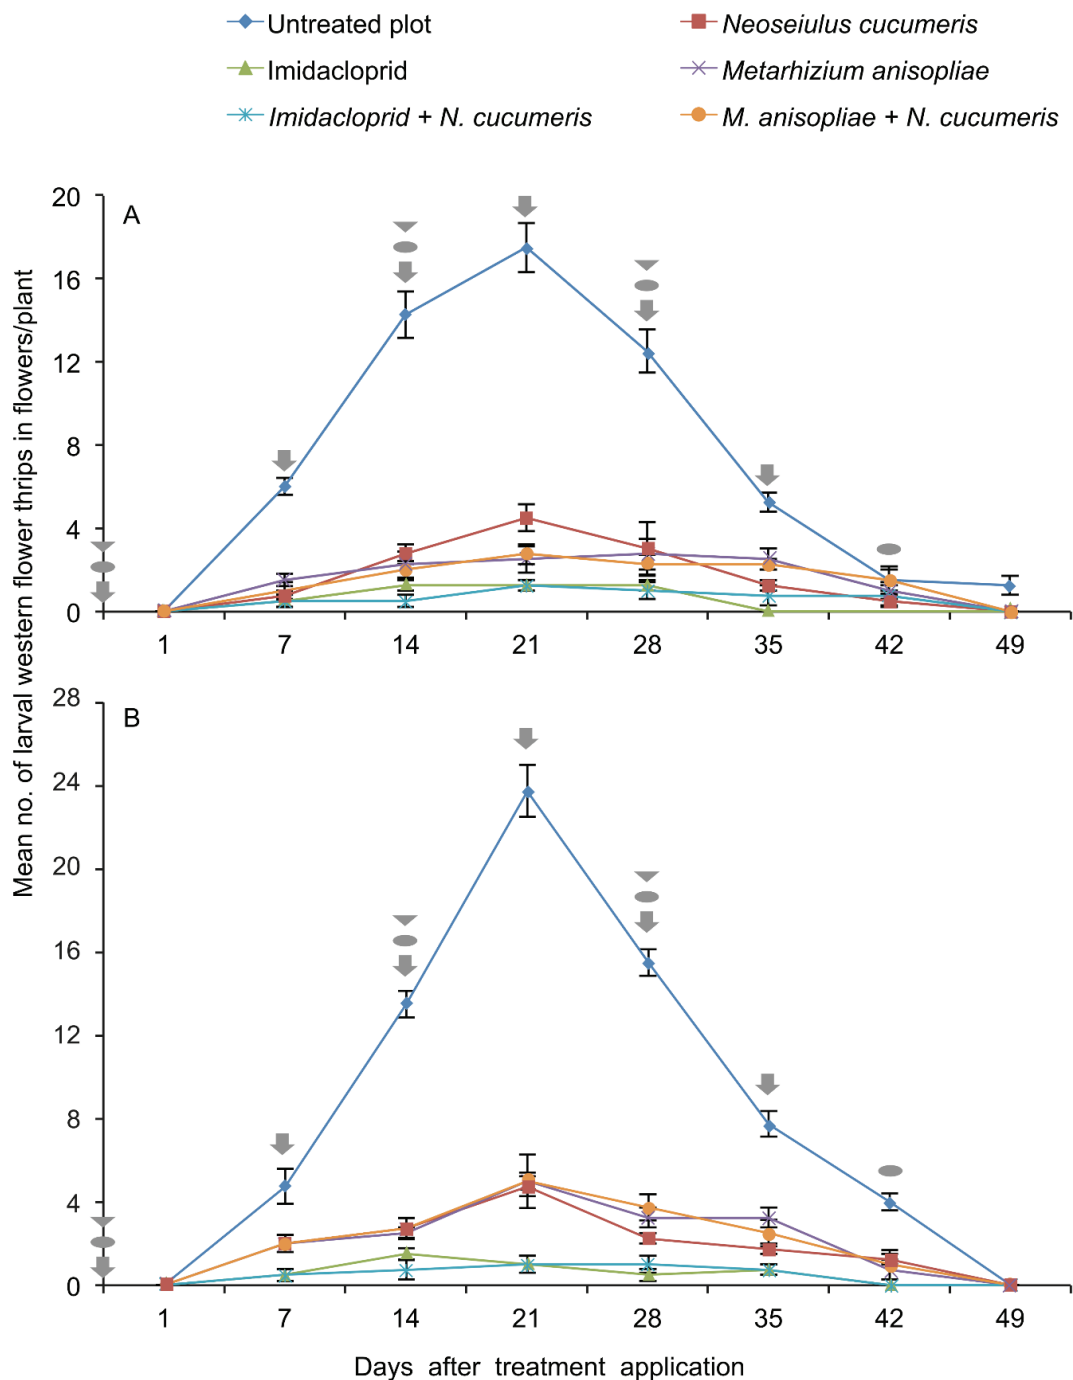 Untreated plot
Neoseiulus cucumeris
Imidacloprid
Metarhizium anisopliae
Imidacloprid + N. cucumeris
M. anisopliae + N. cucumeris
Mean no. of larval western flower thrips in flowers/plant
A
20
16
12
8
4
0
1 7 14 21 28 35 42 49
B
28
24
20
16
12
8
4
0
1 7 14 21 28 35 42 49
Days after treatment application